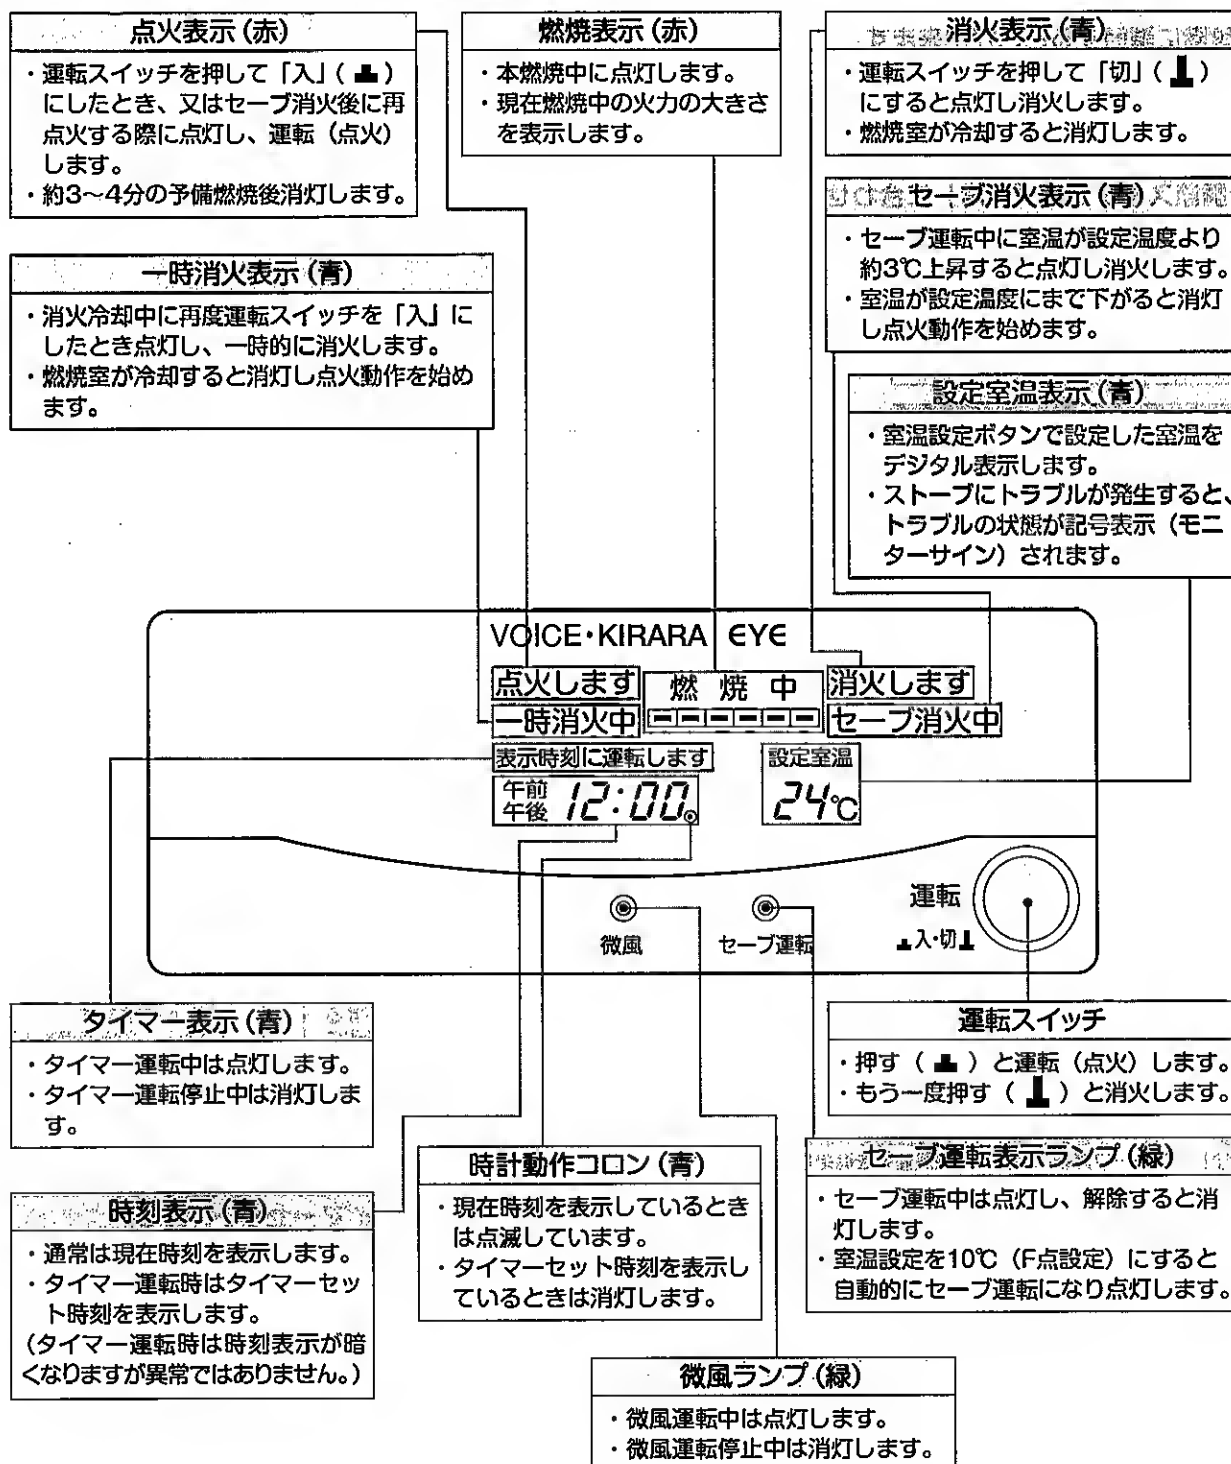 点火表示(赤)
・運転スイッチを押して「入」( )
にしたとき、又はセーブ消火後に再
点火する際に点灯し、運転(点火)
します。
・約3〜4分の予備燃焼後消灯します。
燃焼表示(赤)
・本燃焼中に点灯します。
・現在燃焼中の火力の大きさ
を表示します。
消火表示(青)
・運転スイッチを押して「切」( )
にすると点灯し消火します。
・燃焼室が冷却すると消灯します。
セーブ消火表示(青)
・セーブ運転中に室温が設定温度より
約3℃上昇すると点灯し消火します。
・室温が設定温度にまで下がると消灯
し点火動作を始めます。
一時消火表示(青)
・消火冷却中に再度運転スイッチを「入」に
したとき点灯し、一時的に消火します。
・燃焼室が冷却すると消灯し点火動作を始め
ます。
設定室温表示(青)
・室温設定ボタンで設定した室温を
デジタル表示します。
・ストーブにトラブルが発生すると、
トラブルの状態が記号表示(モニ
ターサイン)されます。
VOICE・KIRARA EYE
点火します
燃焼中
消火します
一時消火中
セーブ消火中
表示時刻に運転します
設定室温
午前
午後
12:00
24℃
微風
セーブ運転
運転
入・切
タイマー表示(青)
・タイマー運転中は点灯します。
・タイマー運転停止中は消灯しま
す。
運転スイッチ
・押す( )と運転(点火)します。
・もう一度押す( )と消火します。
時計動作コロン(青)
・現在時刻を表示しているとき
は点滅しています。
・タイマーセット時刻を表示し
ているときは消灯します。
セーブ運転表示ランプ(緑)
・セーブ運転中は点灯し、解除すると消
灯します。
・室温設定を10℃(F点設定)にすると
自動的にセーブ運転になり点灯します。
時刻表示(青)
・通常は現在時刻を表示します。
・タイマー運転時はタイマーセッ
ト時刻を表示します。
(タイマー運転時は時刻表示が暗
くなりますが異常ではありません。)
微風ランプ(緑)
・微風運転中は点灯します。
・微風運転停止中は消灯します。